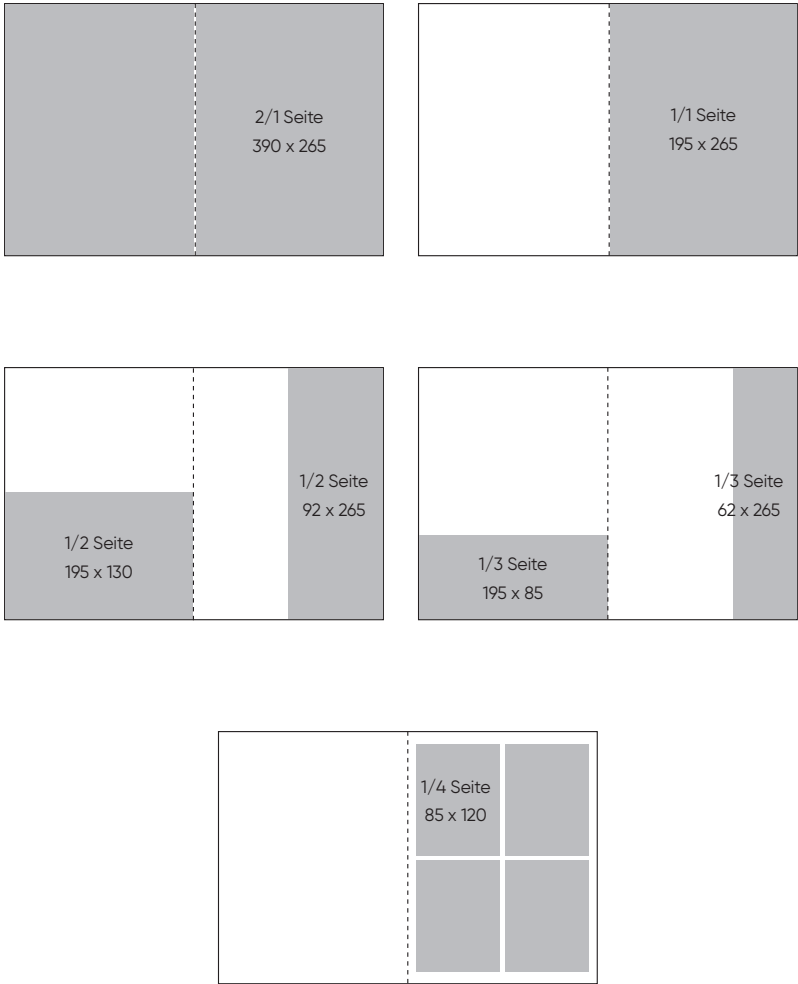 2/1 Seite
390 x 265
1/1 Seite
195 x 265
1/2 Seite
195 x 130
1/2 Seite
92 x 265
1/3 Seite
195 x 85
1/3 Seite
62 x 265
1/4 Seite
85 x 120